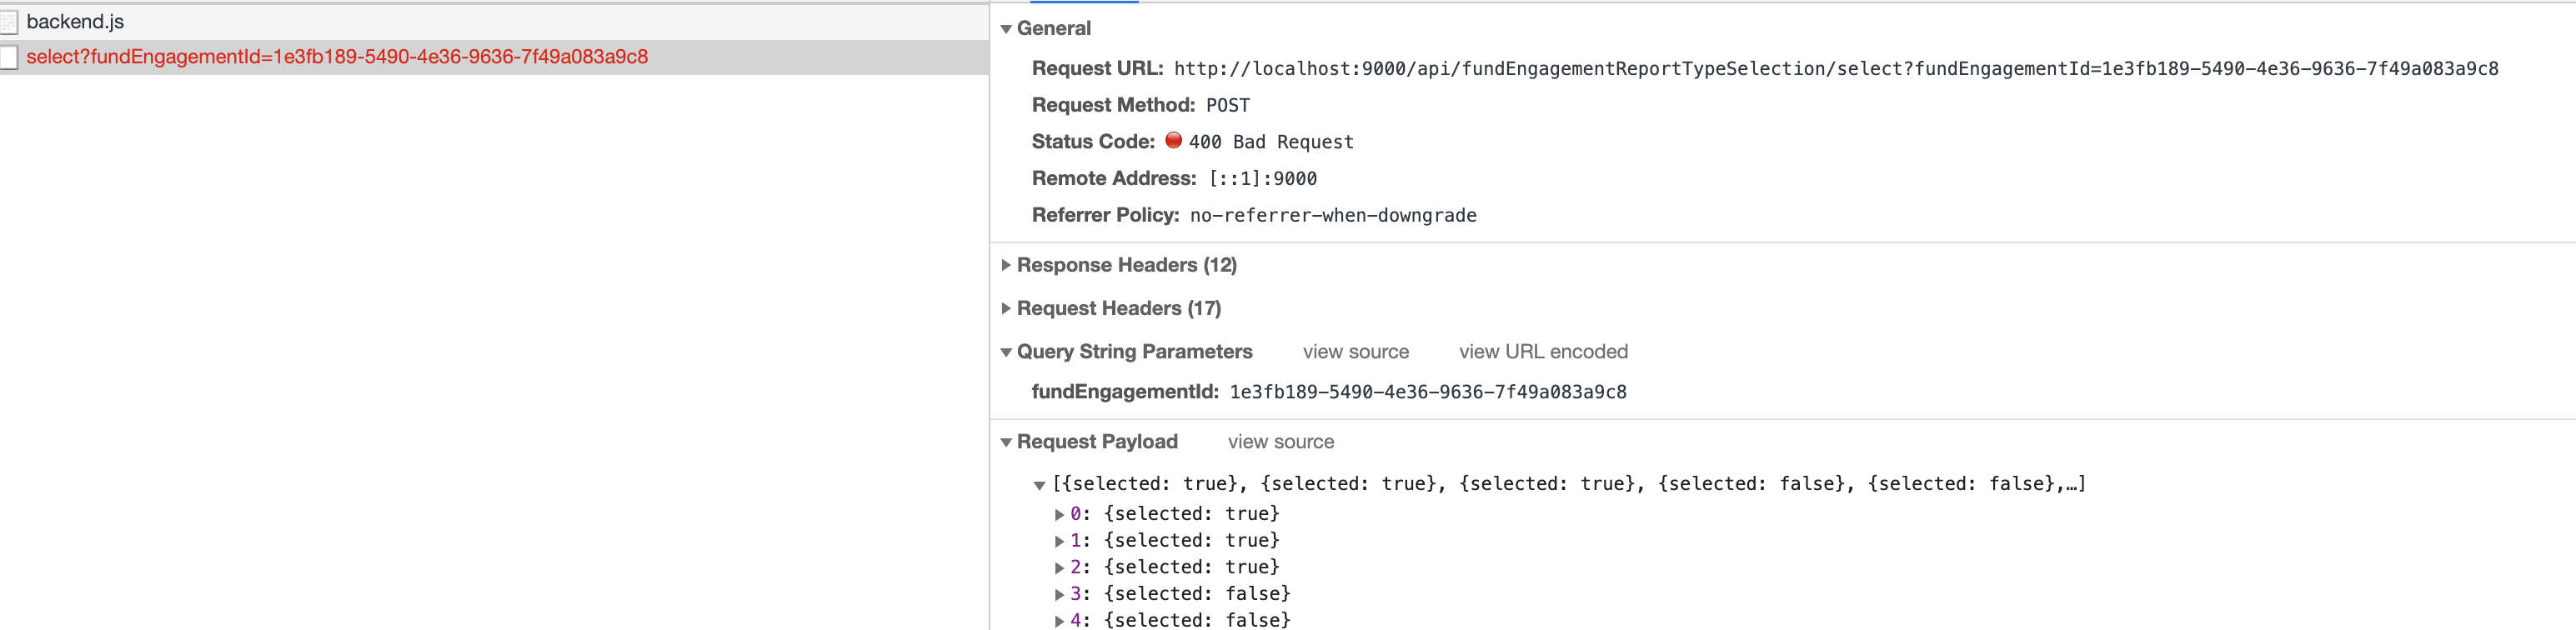 backend.js
select?fundEngagementId=1e3fb189-5490-4e36-9636-7f49a083a9c8
General
Request URL: http://localhost:9000/api/fundEngagementReportTypeSelection/select?fundEngagementId=1e3fb189-5490-4e36-9636-7f49a083a9c8
Request Method: POST
Status Code: 400 Bad Request
Remote Address: [::1]:9000
Referrer Policy: no-referrer-when-downgrade
Response Headers (12)
Request Headers (17)
Query String Parameters view source view URL encoded
fundEngagementId: 1e3fb189-5490-4e36-9636-7f49a083a9c8
Request Payload view source
[{selected: true}, {selected: true}, {selected: true}, {selected: false}, {selected: false},…]
0: {selected: true}
1: {selected: true}
2: {selected: true}
3: {selected: false}
4: {selected: false}